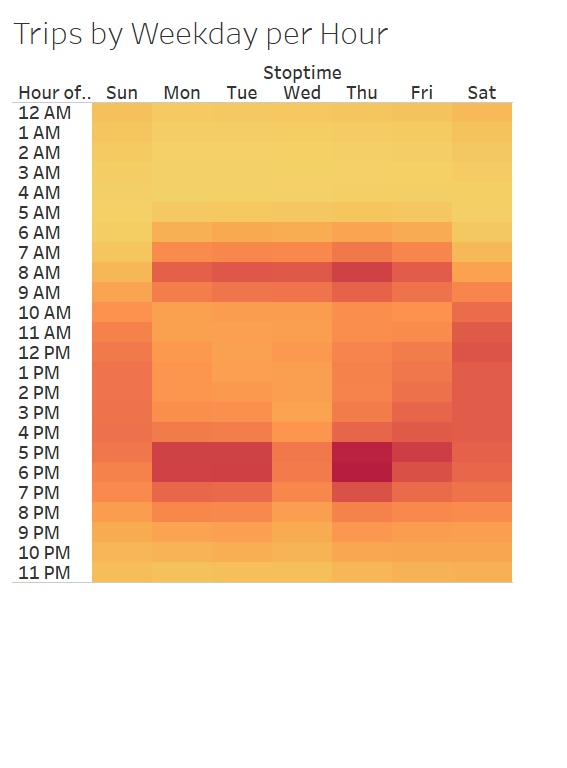 Trips by Weekday per Hour
Stoptime
Hour of.. Sun Mon Tue Wed Thu Fri Sat
12 AM
1 AM
2 AM
3 AM
4 AM
5 AM
6 AM
7 AM
8 AM
9 AM
10 AM
11 AM
12 PM
1 PM
2 PM
3 PM
4 PM
5 PM
6 PM
7 PM
8 PM
9 PM
10 PM
11 PM